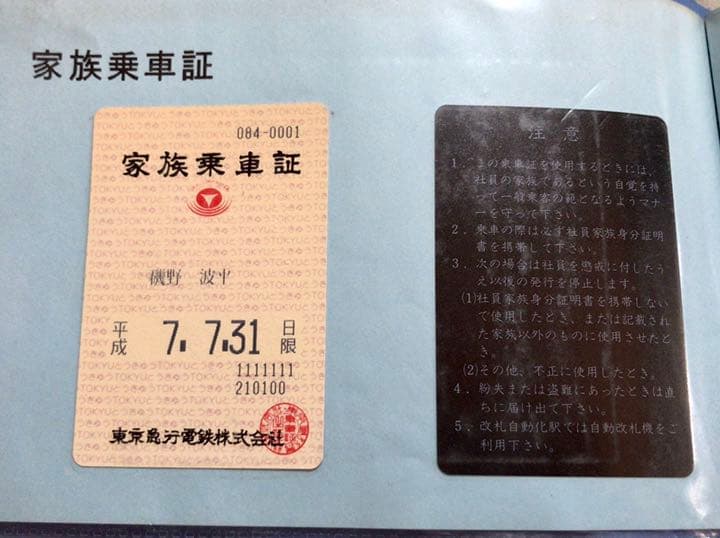 家族乗車証
084-0001
家族乗車証
磯野 波平
平成 7. 7.31 日限
1111111
210100
東京急行電鉄株式会社
注意
1. この乗車証を使用するときには、
社員の家族であるという自覚を持
って一般乗客の範となるようマナ
ーを守って下さい。
2. 乗車の際は必ず社員家族身分証明
書を携帯して下さい。
3. 次の場合は社員を懲戒に付したう
え以後の発行を停止します。
(1)社員家族身分証明書を携帯しない
で使用したとき、または記載され
た家族以外のものに使用させたと
き。
(2)その他、不正に使用したとき。
4. 紛失または盗難にあったときは直
ちに届け出て下さい。
5. 改札自動化駅では自動改札機をご
利用下さい。